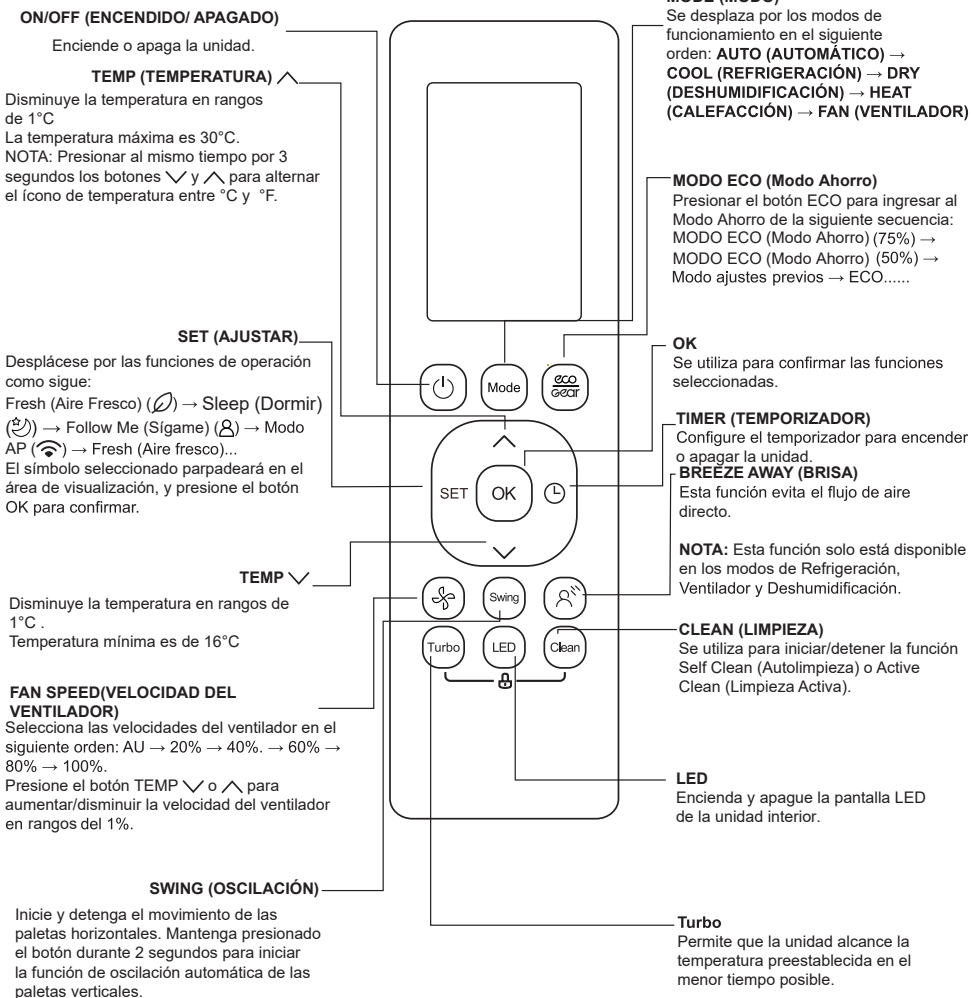 ON/OFF (ENCENDIDO/ APAGADO)
Enciende o apaga la unidad.
TEMP (TEMPERATURA)
Disminuye la temperatura en rangos
de 1°C
La temperatura máxima es 30°C.
NOTA: Presionar al mismo tiempo por 3
segundos los botones y para alternar
el ícono de temperatura entre °C y °F.
SET (AJUSTAR)
Desplácese por las funciones de operación
como sigue:
Fresh (Aire Fresco) ( ) → Sleep (Dormir)
( ) → Follow Me (Sígame) ( ) → Modo
AP ( ) → Fresh (Aire fresco)...
El símbolo seleccionado parpadeará en el
área de visualización, y presione el botón
OK para confirmar.
TEMP
Disminuye la temperatura en rangos de
1°C .
Temperatura mínima es de 16°C
FAN SPEED(VELOCIDAD DEL
VENTILADOR)
Selecciona las velocidades del ventilador en el
siguiente orden: AU → 20% → 40%. → 60% →
80% → 100%.
Presione el botón TEMP o para
aumentar/disminuir la velocidad del ventilador
en rangos del 1%.
SWING (OSCILACIÓN)
Inicie y detenga el movimiento de las
paletas horizontales. Mantenga presionado
el botón durante 2 segundos para iniciar
la función de oscilación automática de las
paletas verticales.
Mode
eco
Gear
SET
OK
Swing
Turbo
LED
Clean
MODE (MODO)
Se desplaza por los modos de
funcionamiento en el siguiente
orden: AUTO (AUTOMÁTICO) →
COOL (REFRIGERACIÓN) → DRY
(DESHUMIDIFICACIÓN) → HEAT
(CALEFACCIÓN) → FAN (VENTILADOR)
MODO ECO (Modo Ahorro)
Presionar el botón ECO para ingresar al
Modo Ahorro de la siguiente secuencia:
MODO ECO (Modo Ahorro) (75%) →
MODO ECO (Modo Ahorro) (50%) →
Modo ajustes previos → ECO......
OK
Se utiliza para confirmar las funciones
seleccionadas.
TIMER (TEMPORIZADOR)
Configure el temporizador para encender
o apagar la unidad.
BREEZE AWAY (BRISA)
Esta función evita el flujo de aire
directo.
NOTA: Esta función solo está disponible
en los modos de Refrigeración,
Ventilador y Deshumidificación.
CLEAN (LIMPIEZA)
Se utiliza para iniciar/detener la función
Self Clean (Autolimpieza) o Active
Clean (Limpieza Activa).
LED
Encienda y apague la pantalla LED
de la unidad interior.
Turbo
Permite que la unidad alcance la
temperatura preestablecida en el
menor tiempo posible.